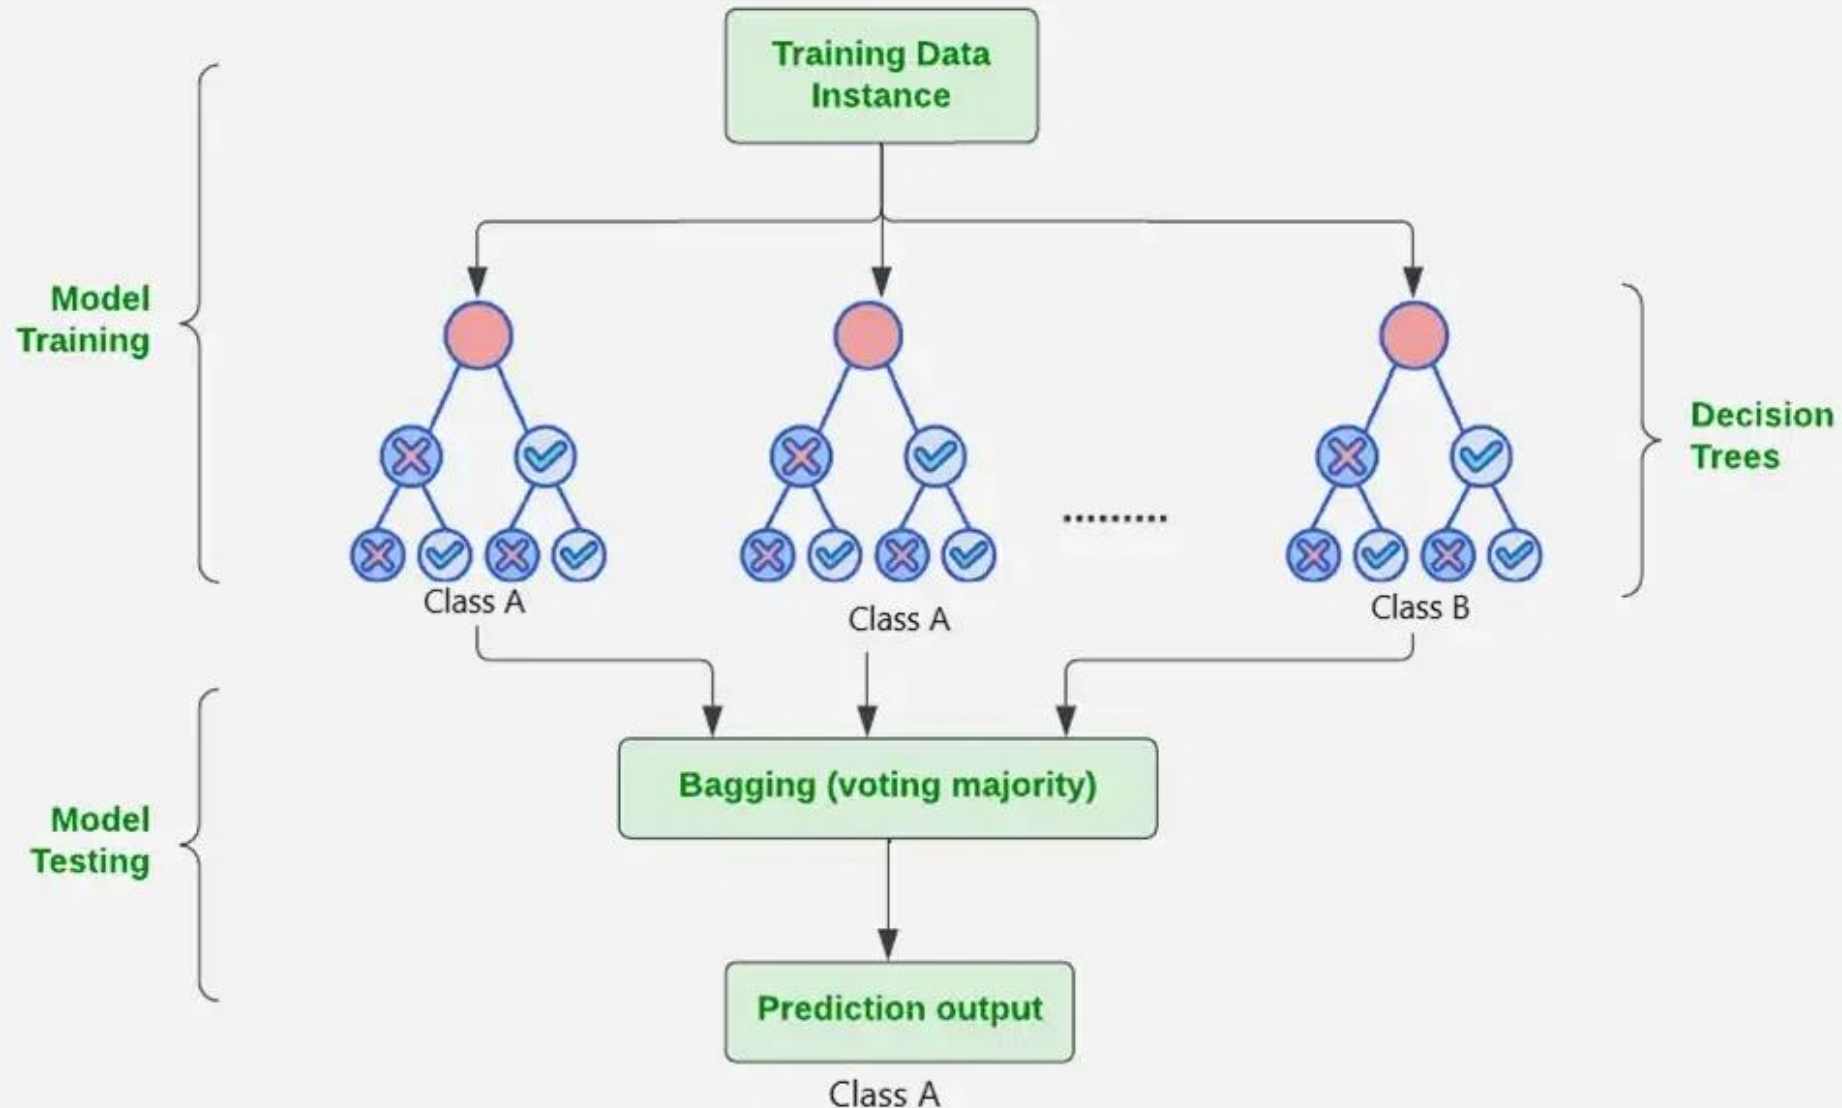 Training Data
Instance
Model
Training
Decision
Trees
.........
Class A
Class A
Class B
Bagging (voting majority)
Model
Testing
Prediction output
Class A